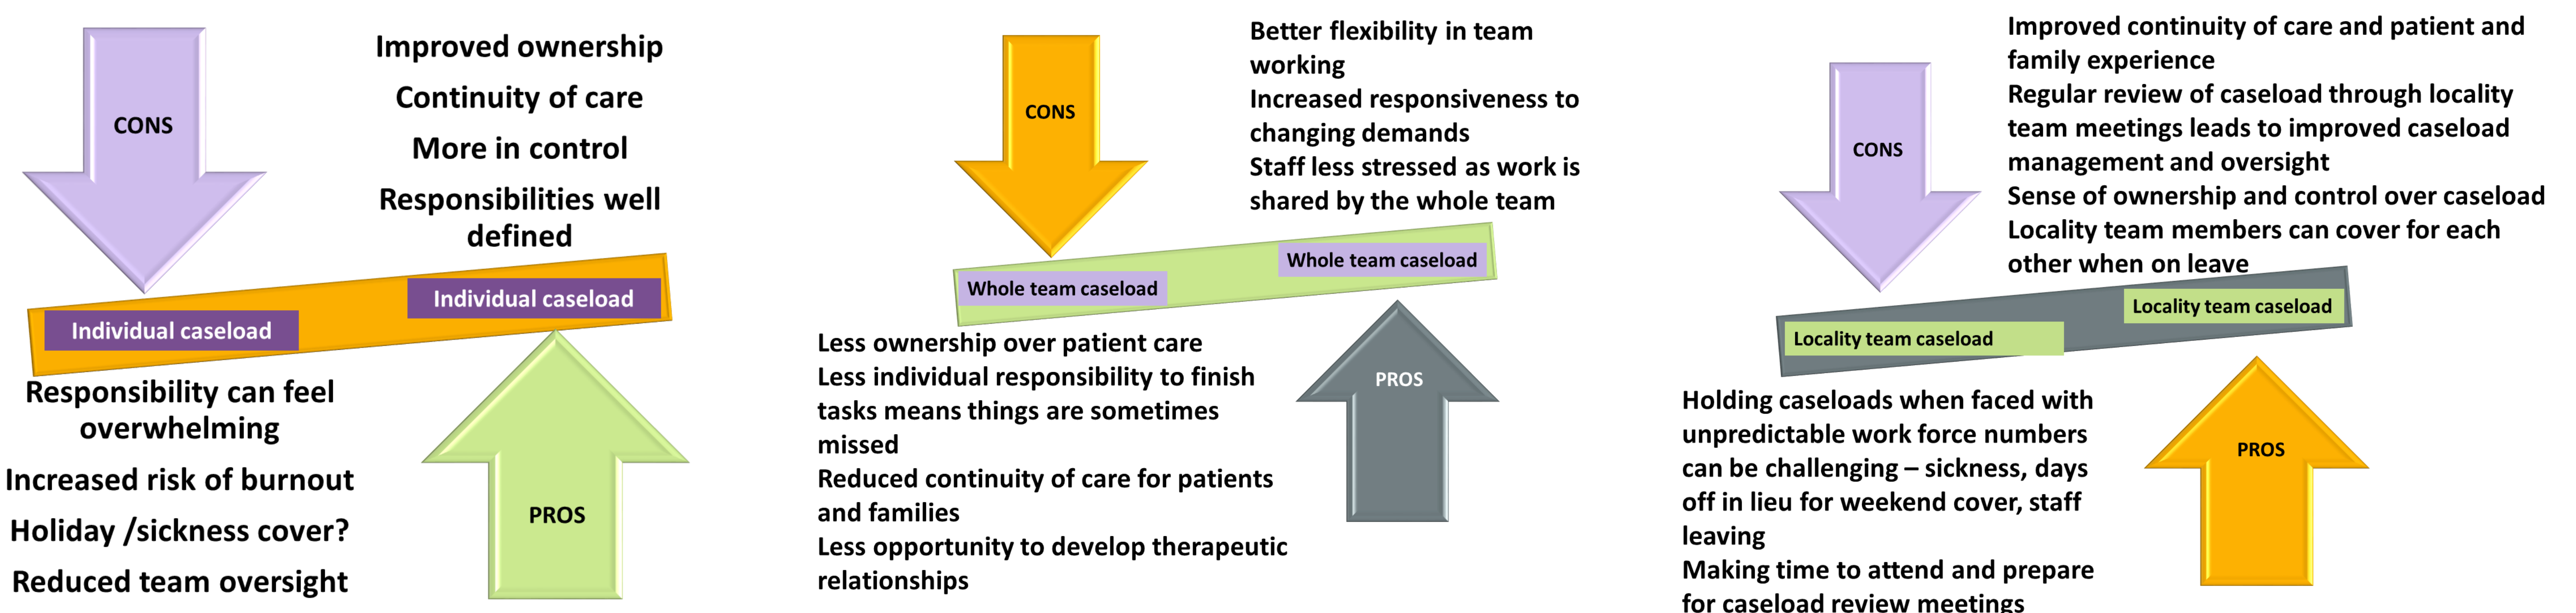 CONS
Improved ownership
Continuity of care
More in control
Responsibilities well
defined
Individual caseload
Individual caseload
Responsibility can feel
overwhelming
Increased risk of burnout
Holiday /sickness cover?
Reduced team oversight
PROS
CONS
Better flexibility in team
working
Increased responsiveness to
changing demands
Staff less stressed as work is
shared by the whole team
Whole team caseload
Whole team caseload
Less ownership over patient care
Less individual responsibility to finish
tasks means things are sometimes
missed
Reduced continuity of care for patients
and families
Less opportunity to develop therapeutic
relationships
PROS
CONS
Improved continuity of care and patient and
family experience
Regular review of caseload through locality
team meetings leads to improved caseload
management and oversight
Sense of ownership and control over caseload
Locality team members can cover for each
other when on leave
Locality team caseload
Locality team caseload
Holding caseloads when faced with
unpredictable work force numbers
can be challenging – sickness, days
off in lieu for weekend cover, staff
leaving
Making time to attend and prepare
for caseload review meetings
PROS